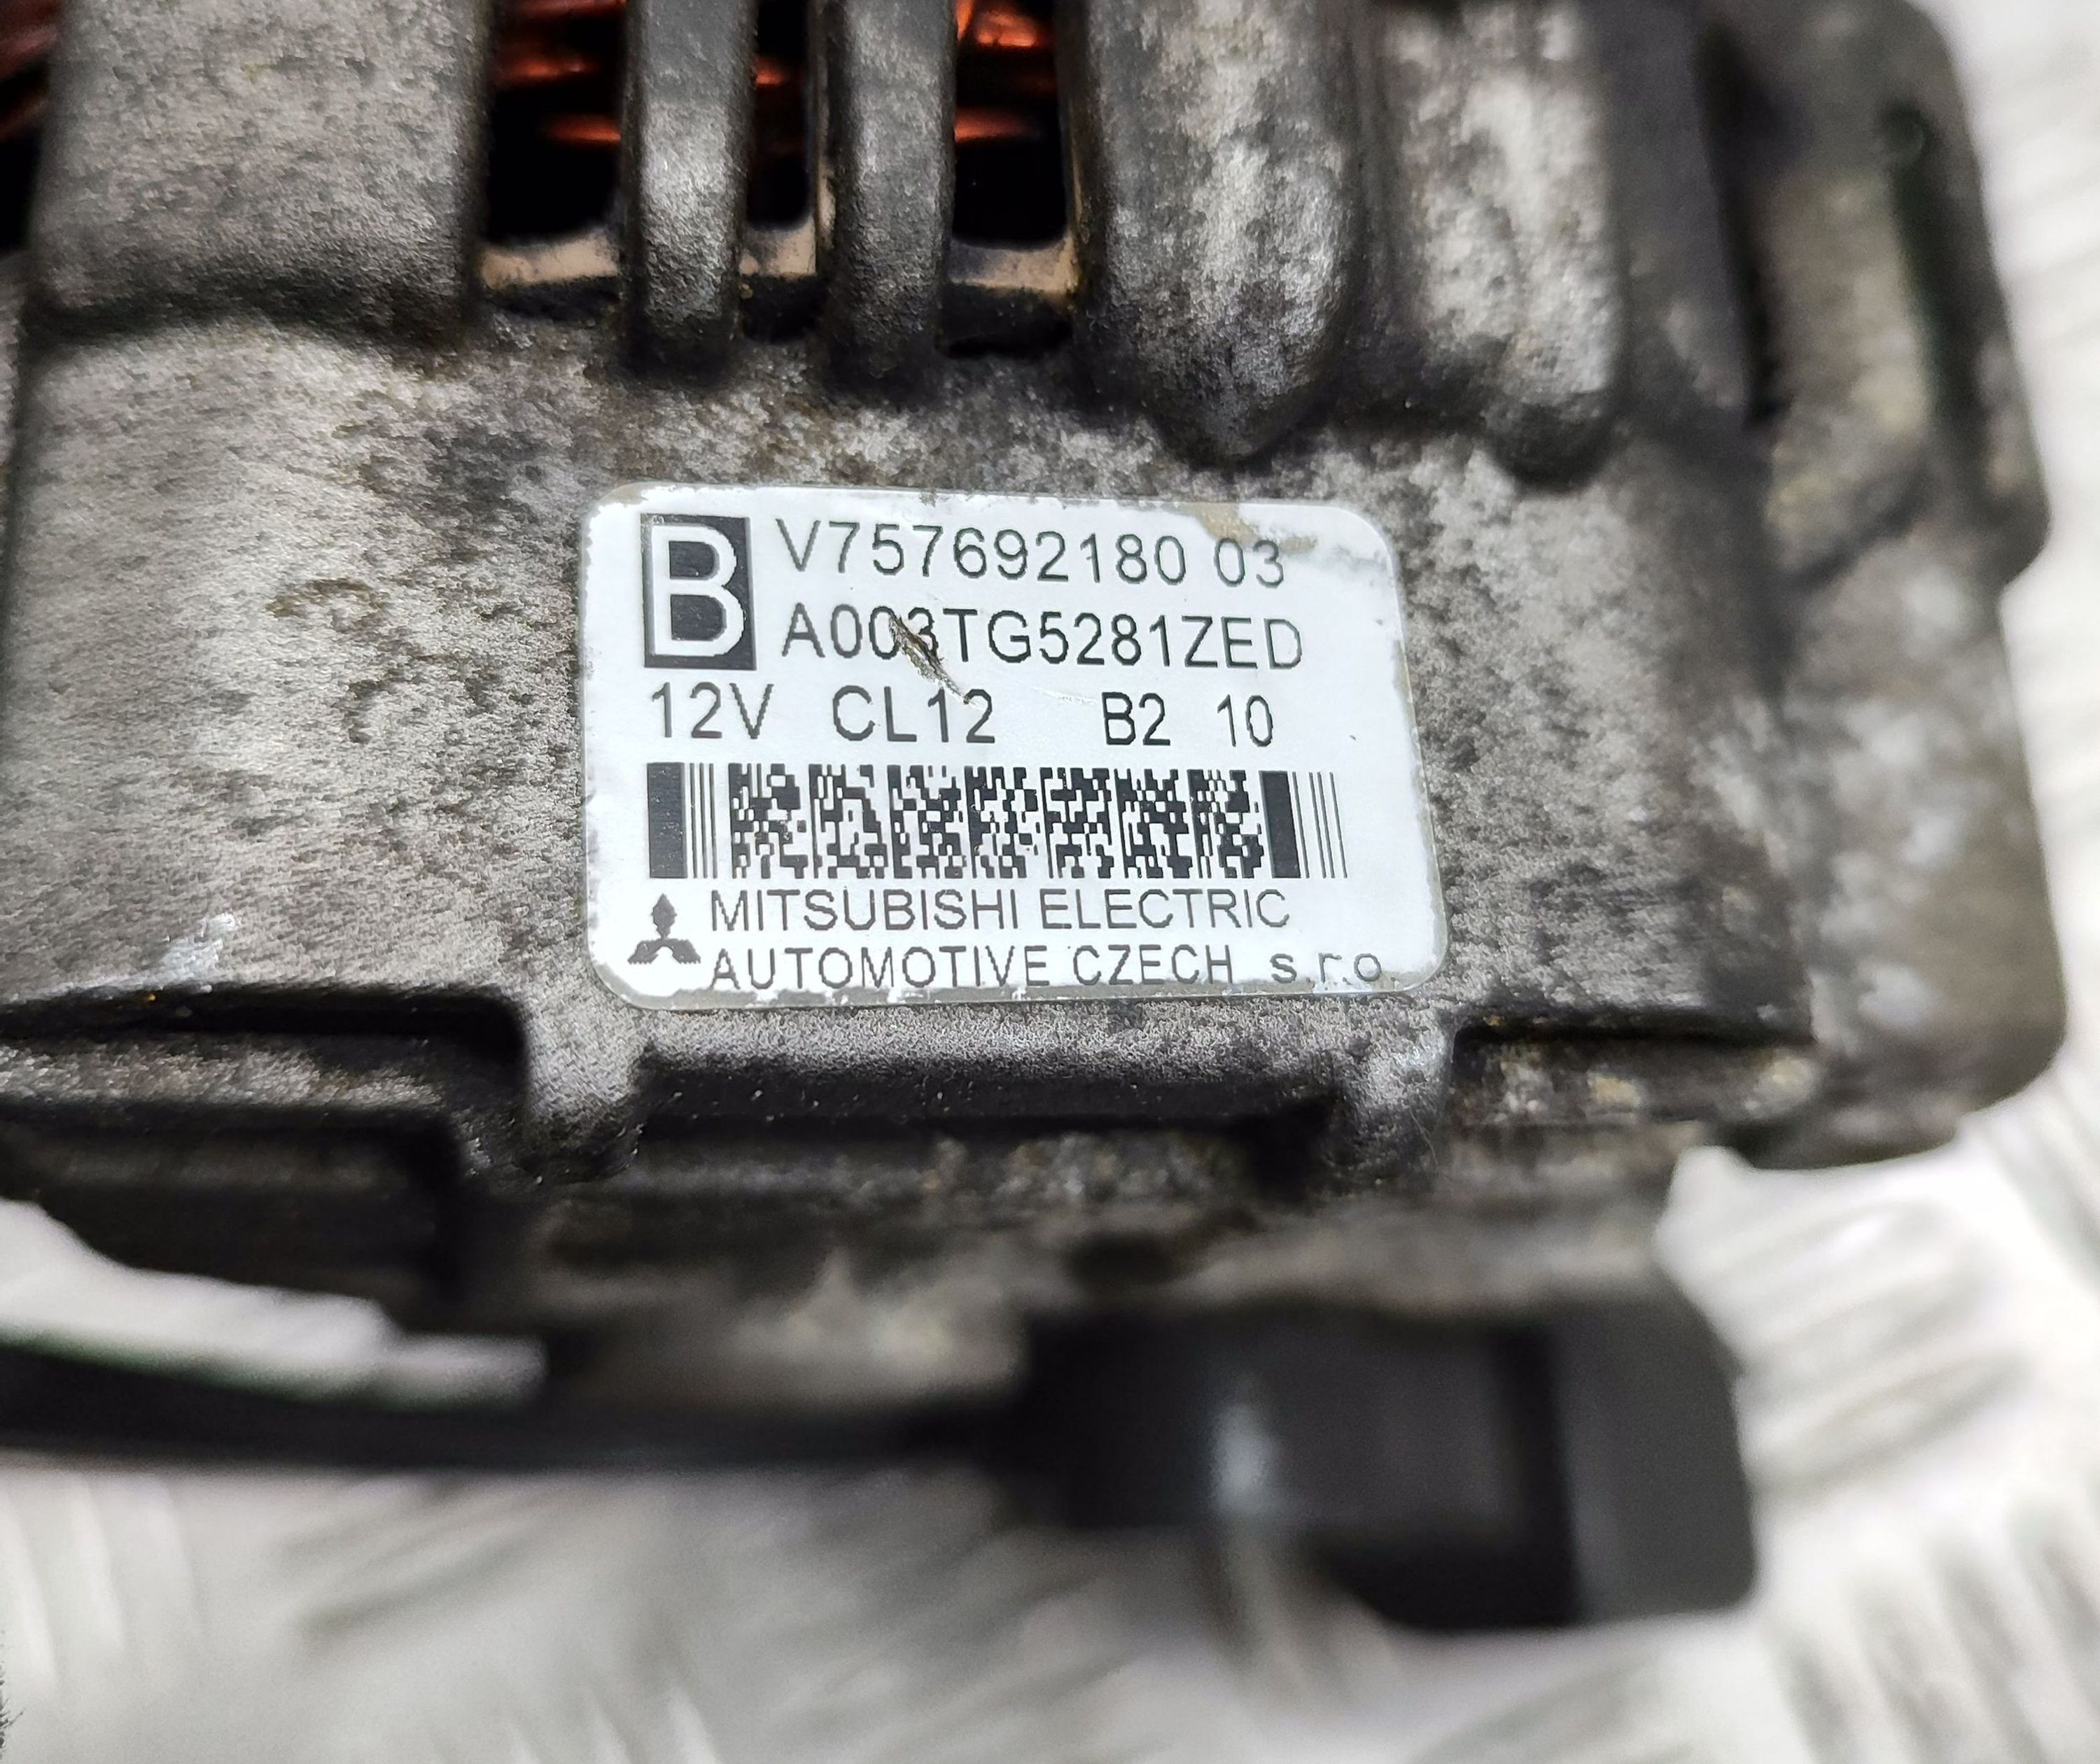 B
V757692180 03
A003TG5281ZED
12V CL12 B2 10
MITSUBISHI ELECTRIC
AUTOMOTIVE CZECH s.r.o